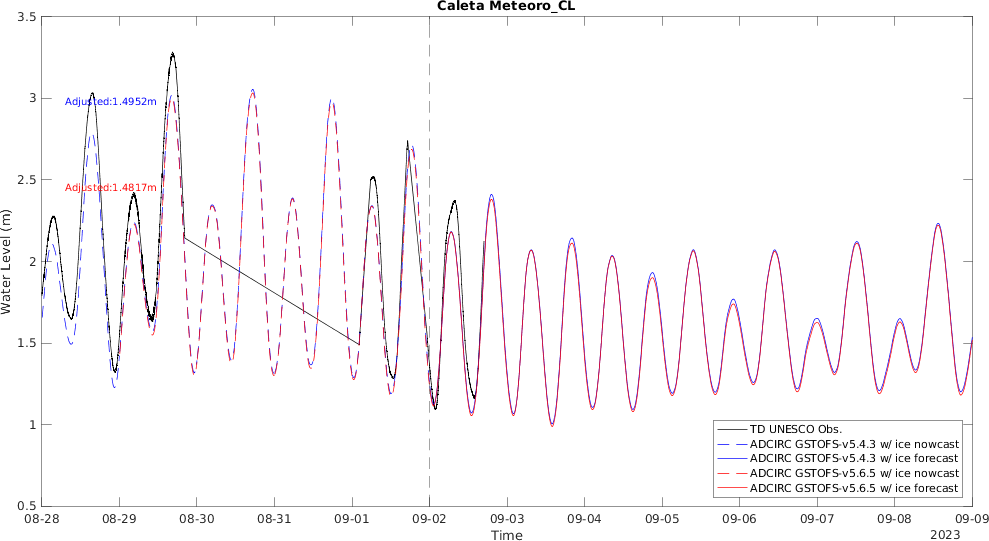 Caleta Meteoro_CL
3.5
3
2.5
2
1.5
1
0.5
Water Level (m)
Adjusted:1.4952m
Adjusted:1.4817m
TD UNESCO Obs.
ADCIRC GSTOFS-v5.4.3 w/ ice nowcast
ADCIRC GSTOFS-v5.4.3 w/ ice forecast
ADCIRC GSTOFS-v5.6.5 w/ ice nowcast
ADCIRC GSTOFS-v5.6.5 w/ ice forecast
08-28 08-29 08-30 08-31 09-01 09-02 09-03 09-04 09-05 09-06 09-07 09-08 09-09
Time
2023